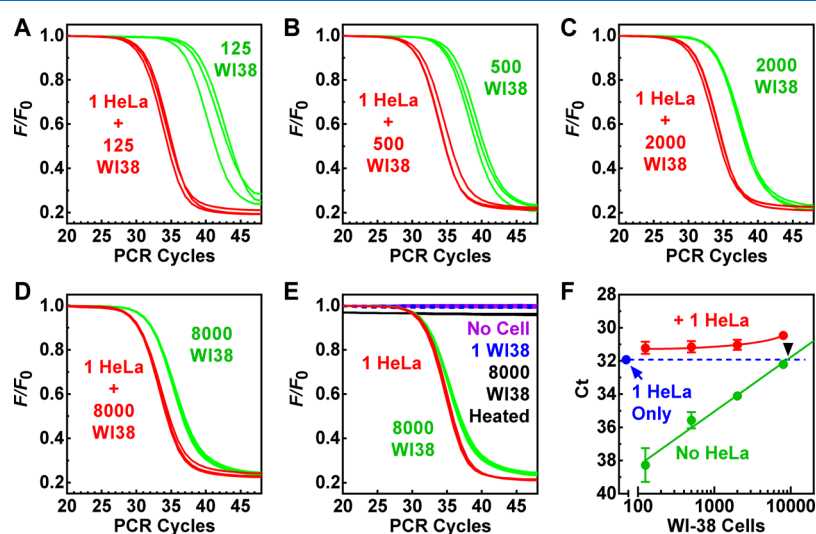 A
F/F0
1.0
0.8
0.6
0.4
0.2
125
WI38
1 HeLa
+
125
WI38
20 25 30 35 40 45
PCR Cycles
B
F/F0
1.0
0.8
0.6
0.4
0.2
500
WI38
1 HeLa
+
500
WI38
20 25 30 35 40 45
PCR Cycles
C
F/F0
1.0
0.8
0.6
0.4
0.2
2000
WI38
1 HeLa
+
2000
WI38
20 25 30 35 40 45
PCR Cycles
D
F/F0
1.0
0.8
0.6
0.4
0.2
8000
WI38
1 HeLa
+
8000
WI38
20 25 30 35 40 45
PCR Cycles
E
F/F0
1.0
0.8
0.6
0.4
0.2
No Cell
1 WI38
8000
WI38
Heated
1 HeLa
8000
WI38
20 25 30 35 40 45
PCR Cycles
F
Ct
28
30
32
34
36
38
40
+ 1 HeLa
1 HeLa
Only
No HeLa
0 100 1000 10000
WI-38 Cells